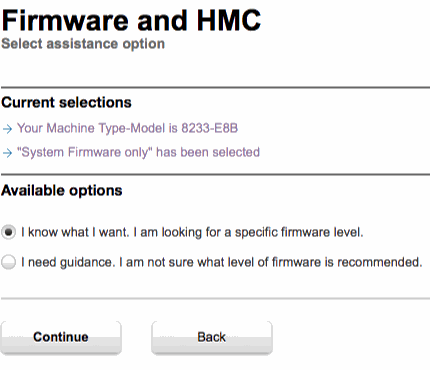 Firmware and HMC
Select assistance option
Current selections
→ Your Machine Type-Model is 8233-E8B
→ "System Firmware only" has been selected
Available options
I know what I want. I am looking for a specific firmware level.
I need guidance. I am not sure what level of firmware is recommended.
Continue Back